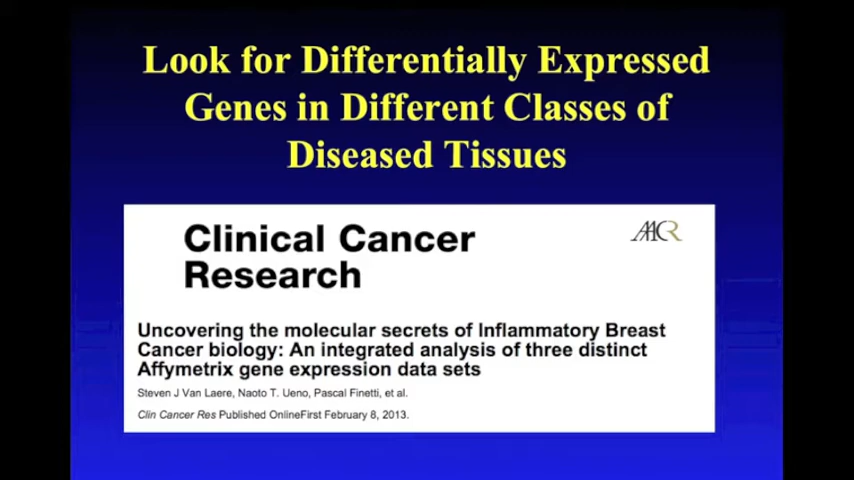 Look for Differentially Expressed
Genes in Different Classes of
Diseased Tissues
Clinical Cancer
Research
AACR
Uncovering the molecular secrets of Inflammatory Breast
Cancer biology: An integrated analysis of three distinct
Affymetrix gene expression data sets
Steven J Van Laere, Naoto T. Ueno, Pascal Finetti, et al.
Clin Cancer Res Published OnlineFirst February 8, 2013.